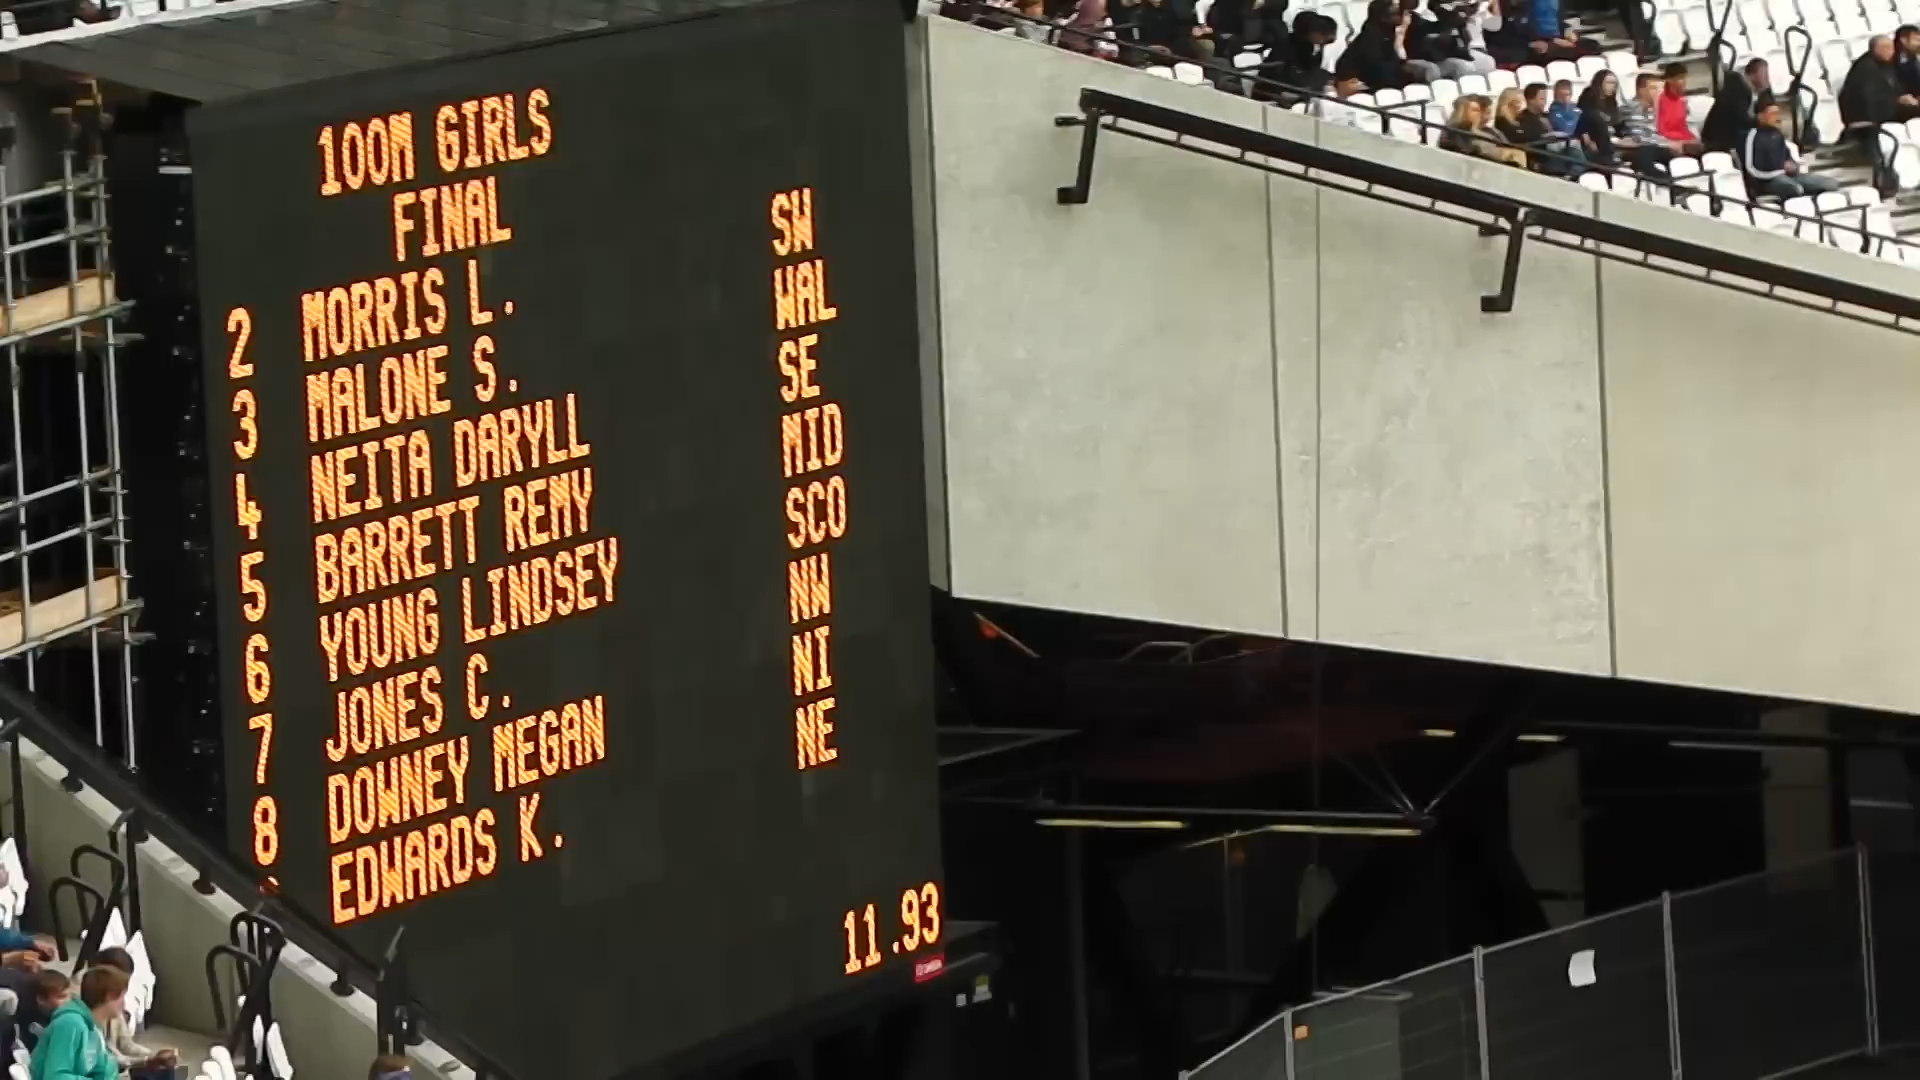 100M GIRLS
FINAL
2 MORRIS L. SW
3 MALONE S. WAL
4 NEITA DARYLL SE
5 BARRETT REMY MID
6 YOUNG LINDSEY SCO
7 JONES C. NW
8 DOWNEY MEGAN NI
EDWARDS K. NE
11.93